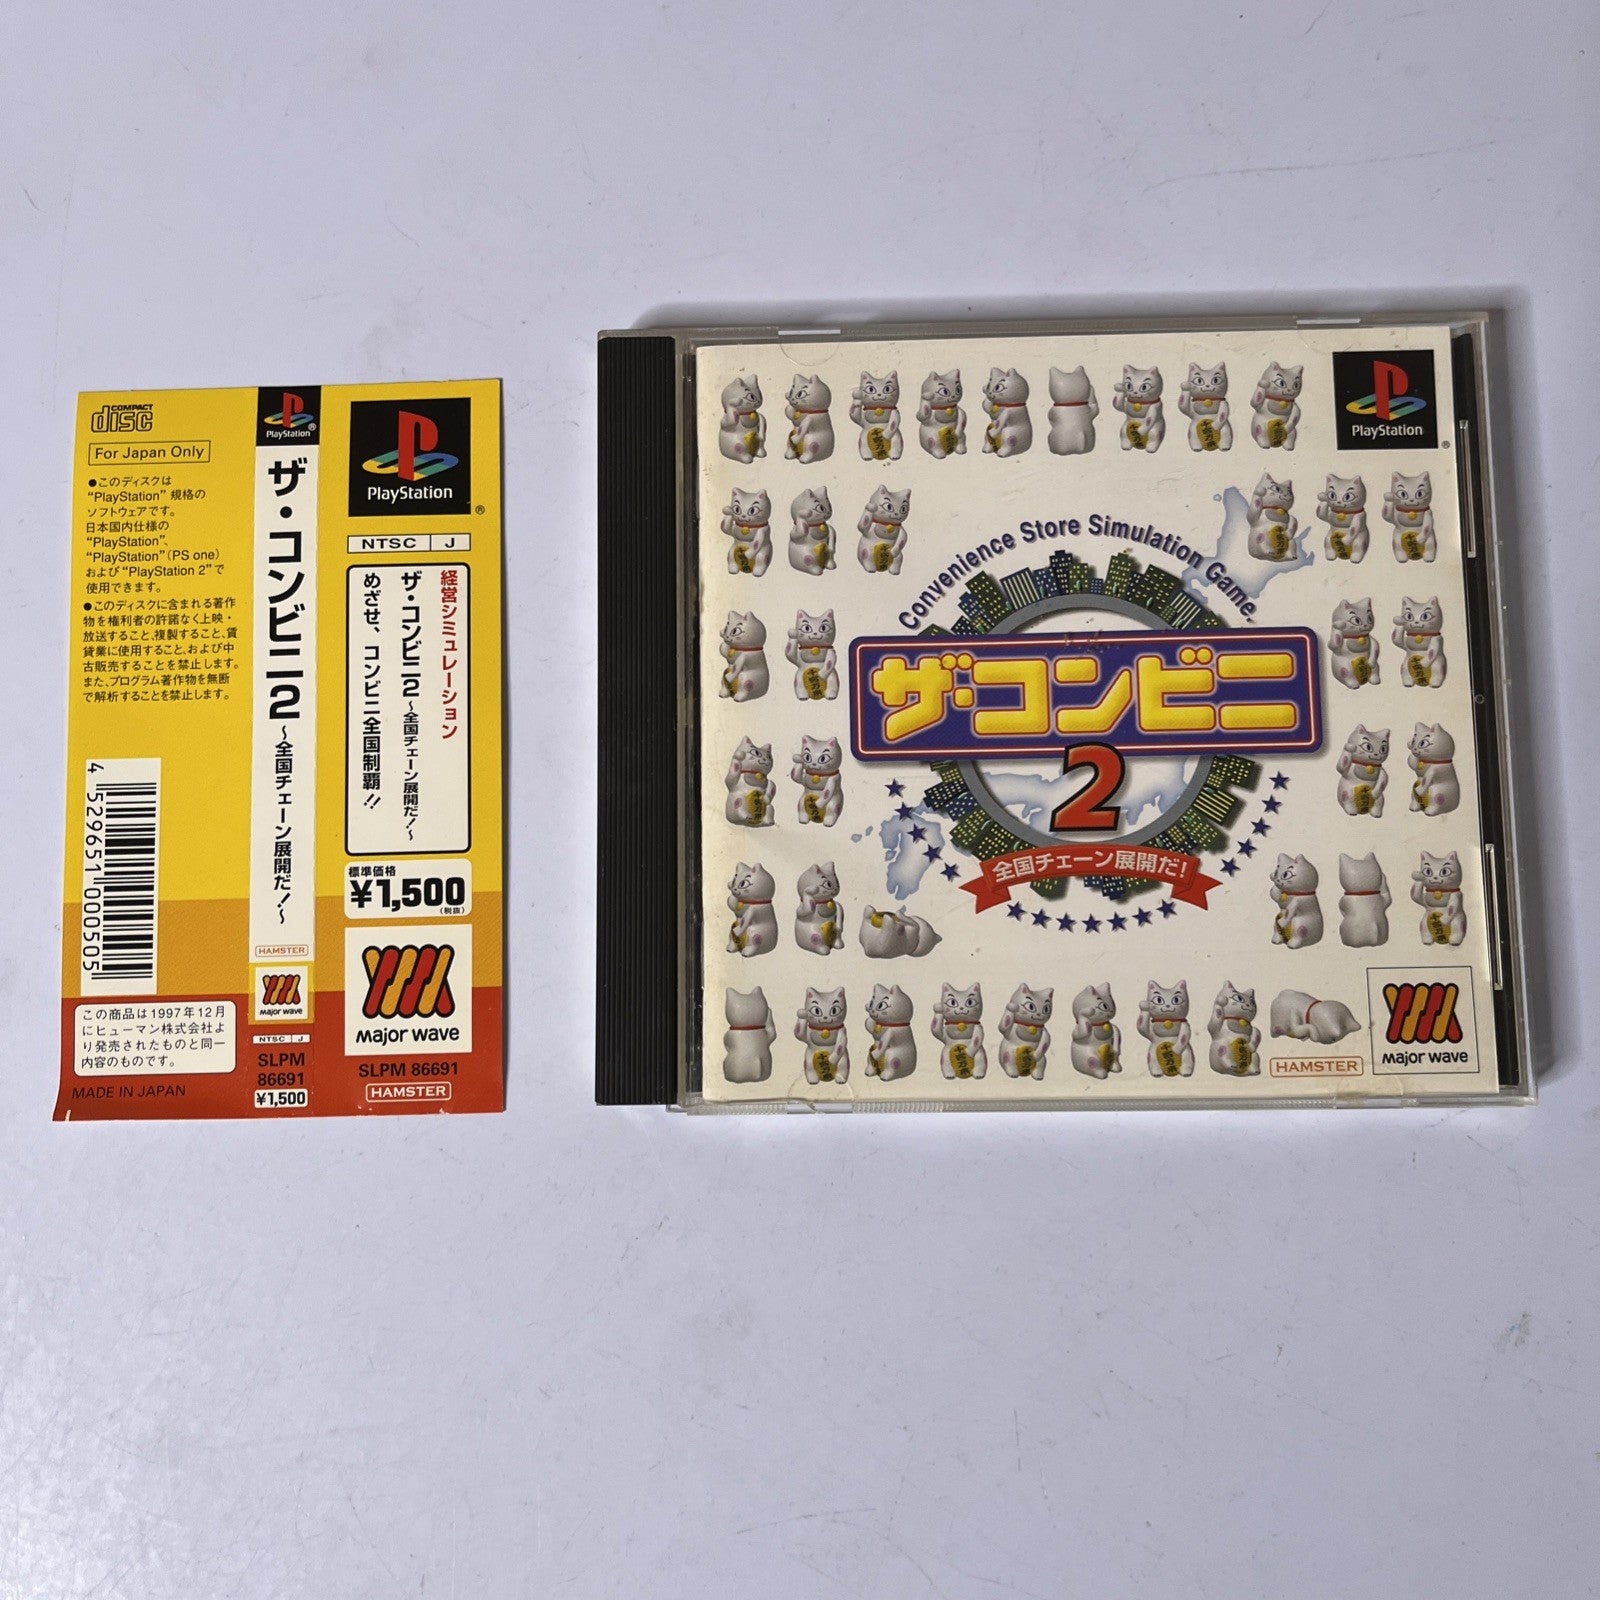 COMPACT
disc
For Japan Only
●このディスクは
“PlayStation” 規格の
ソフトウェアです。
日本国内仕様の
“PlayStation”、
“PlayStation”(PS one)
および“PlayStation 2”で
使用できます。
●このディスクに含まれる著作
物を権利者の許諾なく上映・
放送すること、複製すること、賃
貸業に使用すること、および中
古販売することを禁止します。
また、プログラム著作物を無断
で解析することを禁止します。
4 529651 000505
この商品は1997年12月
にヒューマン株式会社よ
り発売されたものと同一
内容のものです。
MADE IN JAPAN
PlayStation®
ザ・コンビニ2
~全国チェーン展開だ!~
HAMSTER
major wave
NTSC J
SLPM
86691
¥1,500
PlayStation
®
NTSC J
経営シミュレーション
ザ・コンビニ2~全国チェーン展開だ!~
めざせ、コンビニ全国制覇!!
標準価格
¥1,500
(税抜)
major wave
SLPM 86691
HAMSTER
PlayStation
®
Convenience Store Simulation Game.
ザ・コンビニ
2
全国チェーン展開だ!
HAMSTER
major wave